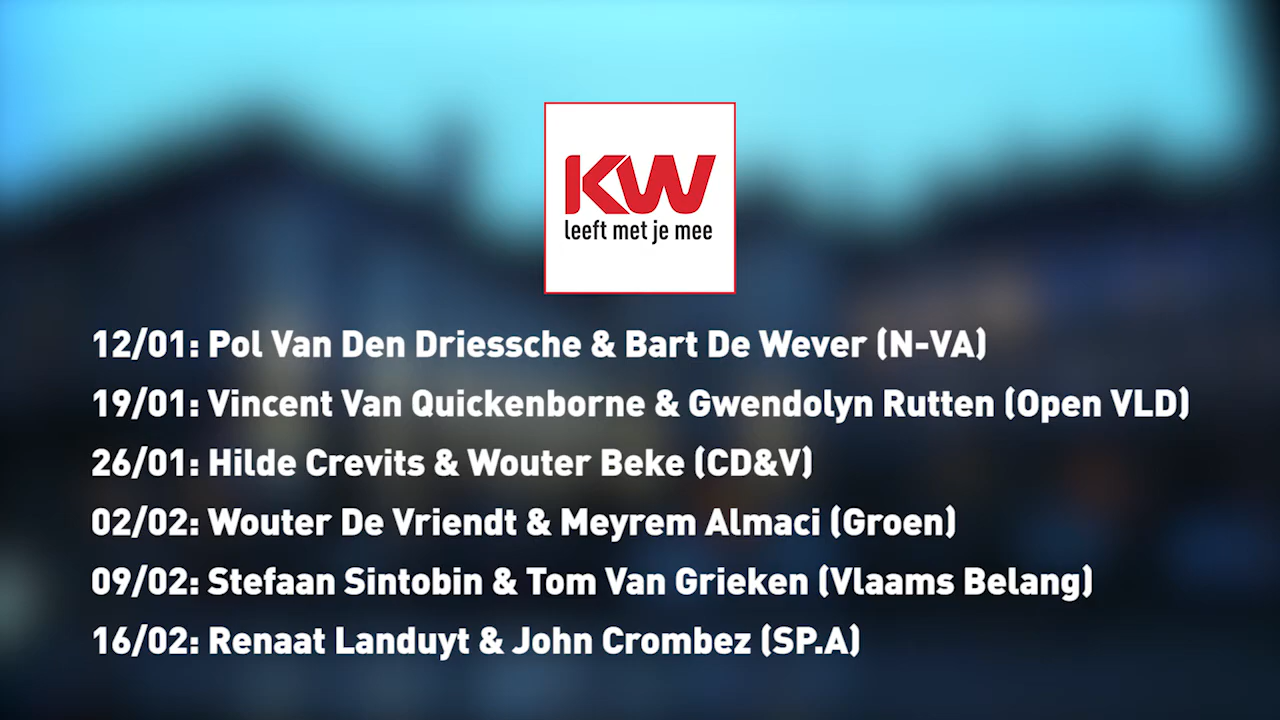 KW
leeft met je mee
12/01: Pol Van Den Driessche & Bart De Wever (N-VA)
19/01: Vincent Van Quickenborne & Gwendolyn Rutten (Open VLD)
26/01: Hilde Crevits & Wouter Beke (CD&V)
02/02: Wouter De Vriendt & Meyrem Almaci (Groen)
09/02: Stefaan Sintobin & Tom Van Grieken (Vlaams Belang)
16/02: Renaat Landuyt & John Crombez (SP.A)